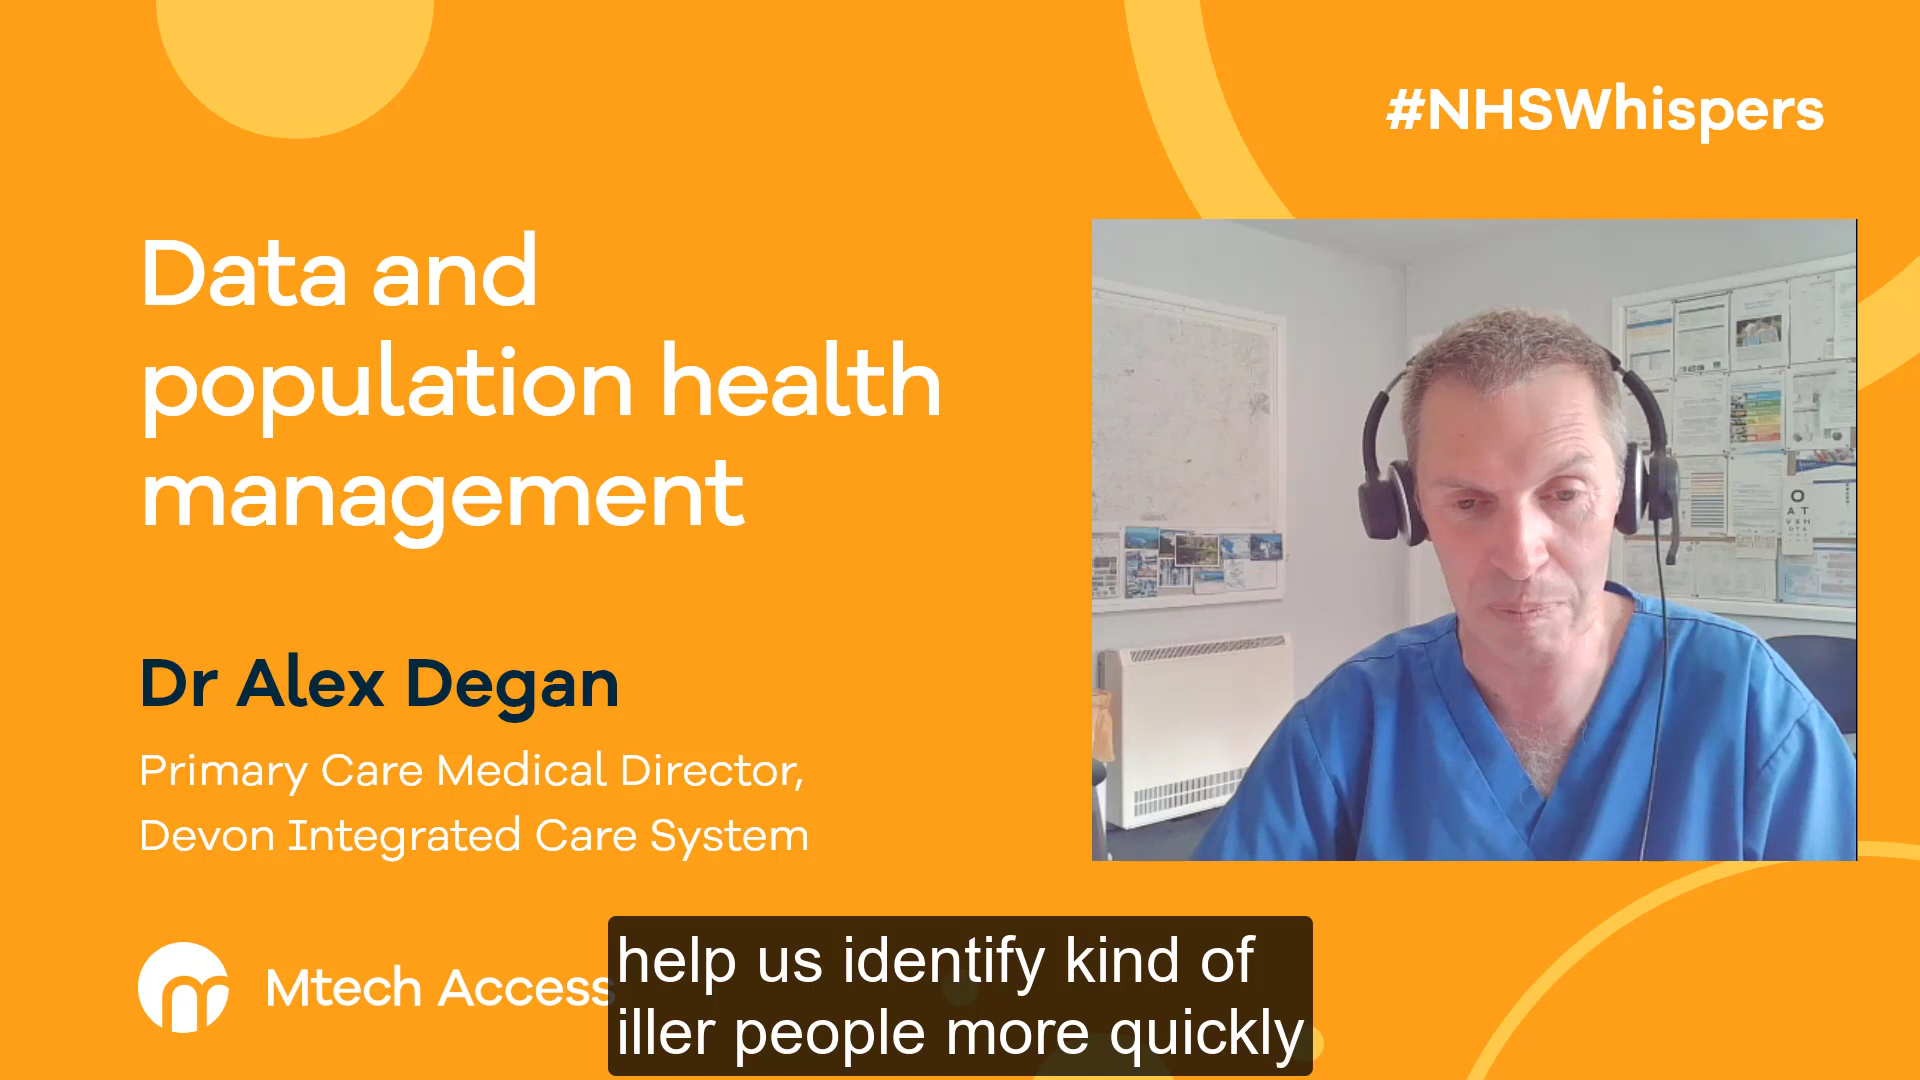 #NHSWhispers
Data and
population health
management
Dr Alex Degan
Primary Care Medical Director,
Devon Integrated Care System
Mtech Access
help us identify kind of
iller people more quickly